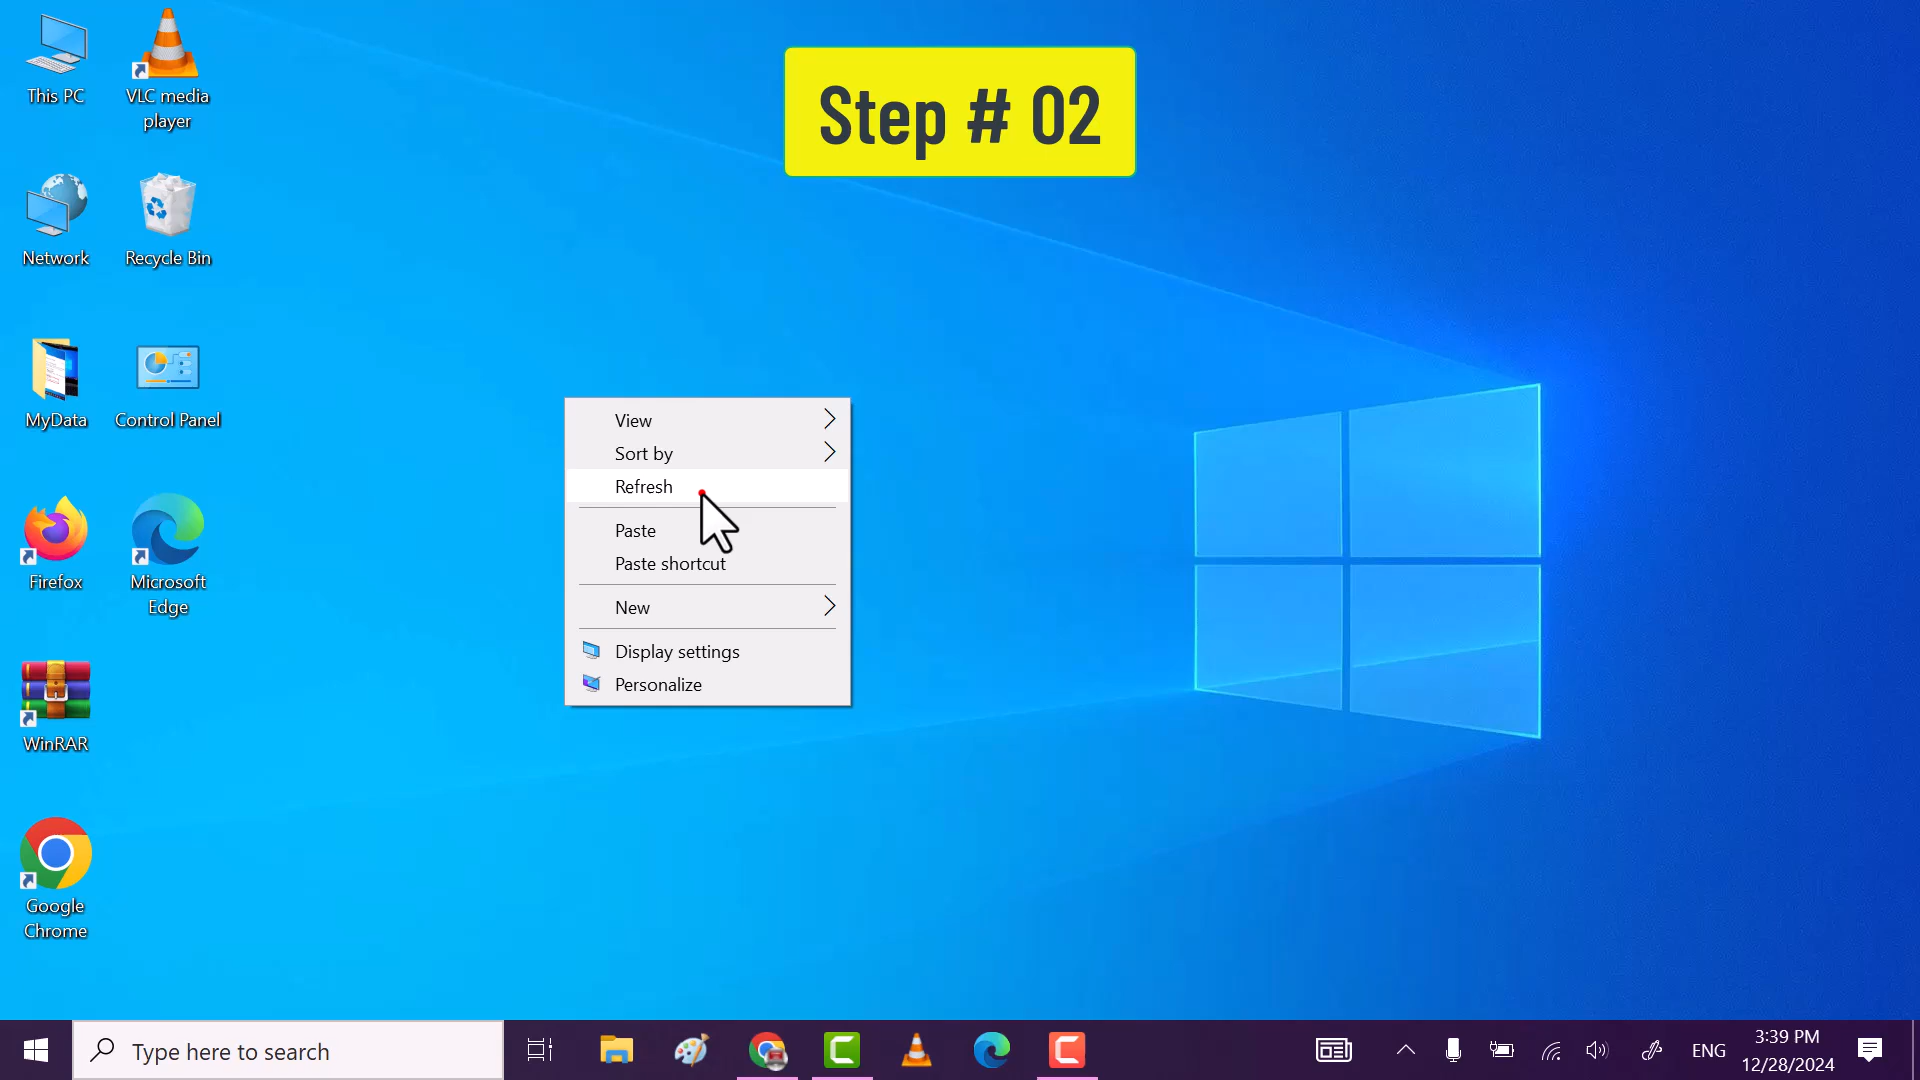 Step # 02
This PC
VLC media
player
Network
Recycle Bin
MyData
Control Panel
Firefox
Microsoft
Edge
WinRAR
Google
Chrome
View
Sort by
Refresh
Paste
Paste shortcut
New
Display settings
Personalize
Type here to search
ENG
3:39 PM
12/28/2024